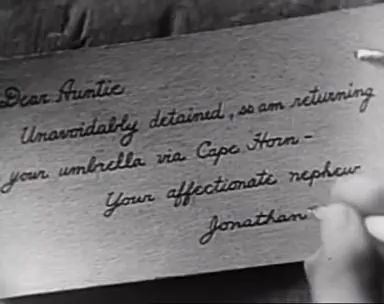 Dear Auntie
Unavoidably detained, so am returning
your umbrella via Cape Horn -
Your affectionate nephew
Jonathan